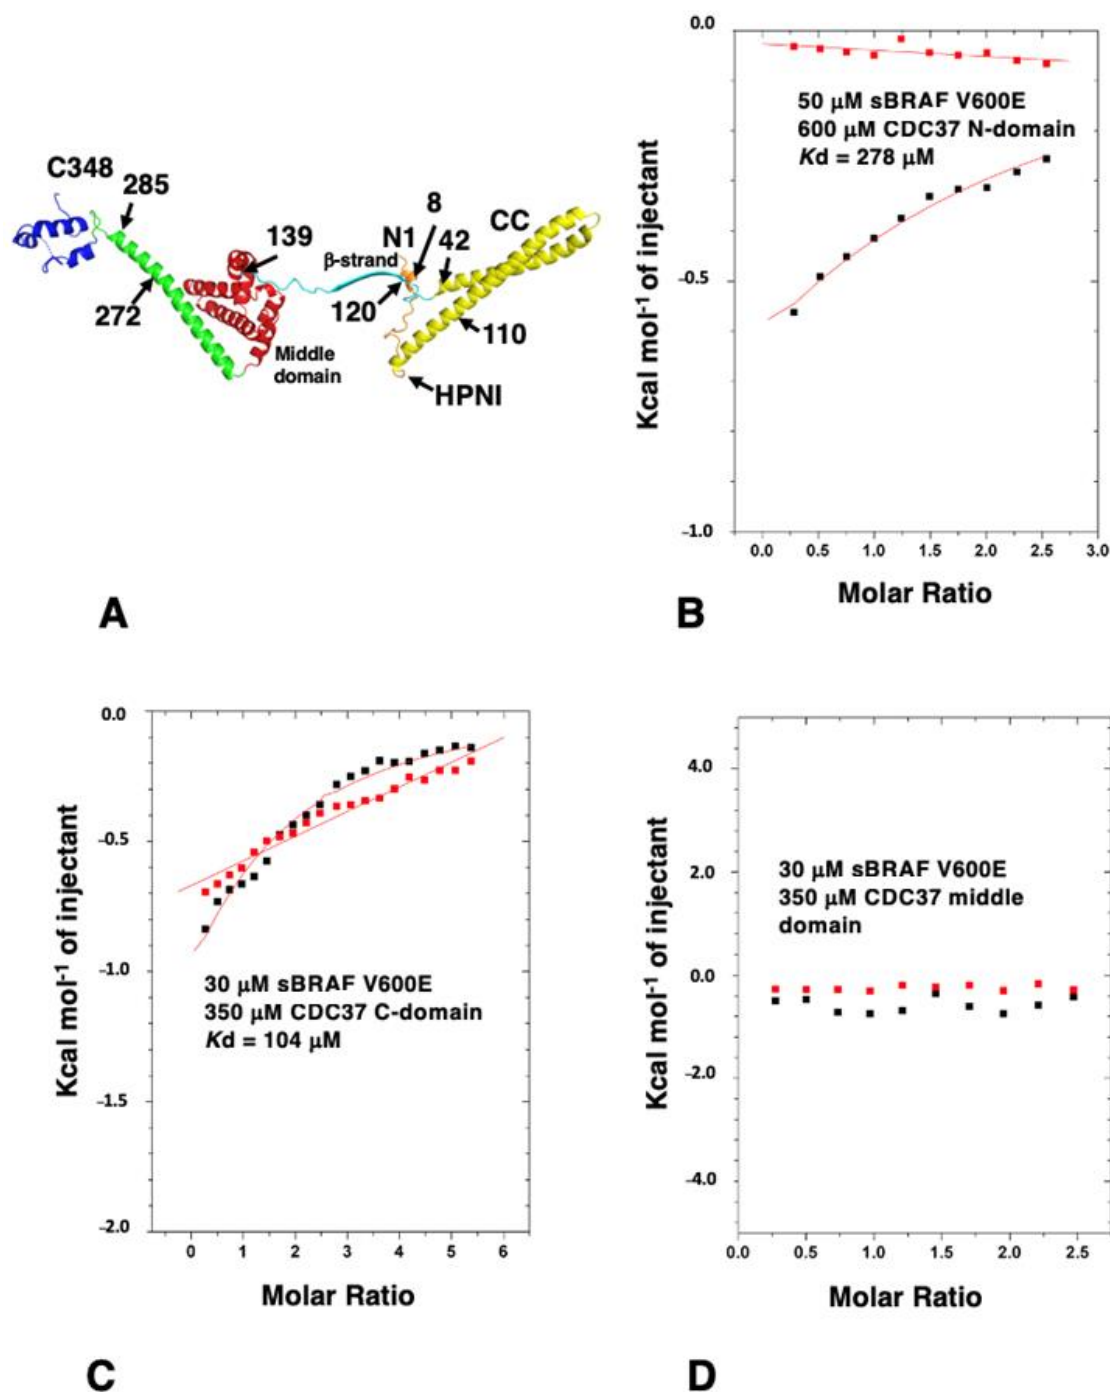 C348
285
272
139
Middle
domain
β-strand
N1
120
8
42
CC
110
HPNI
A
0.0
-0.5
-1.0
Kcal mol-1 of injectant
50 µM sBRAF V600E
600 µM CDC37 N-domain
Kd = 278 µM
0.0 0.5 1.0 1.5 2.0 2.5 3.0
Molar Ratio
B
0.0
-0.5
-1.0
-1.5
-2.0
Kcal mol-1 of injectant
30 µM sBRAF V600E
350 µM CDC37 C-domain
Kd = 104 µM
0 1 2 3 4 5 6
Molar Ratio
C
4.0
2.0
0.0
-2.0
-4.0
Kcal mol-1 of injectant
30 µM sBRAF V600E
350 µM CDC37 middle
domain
0.0 0.5 1.0 1.5 2.0 2.5
Molar Ratio
D